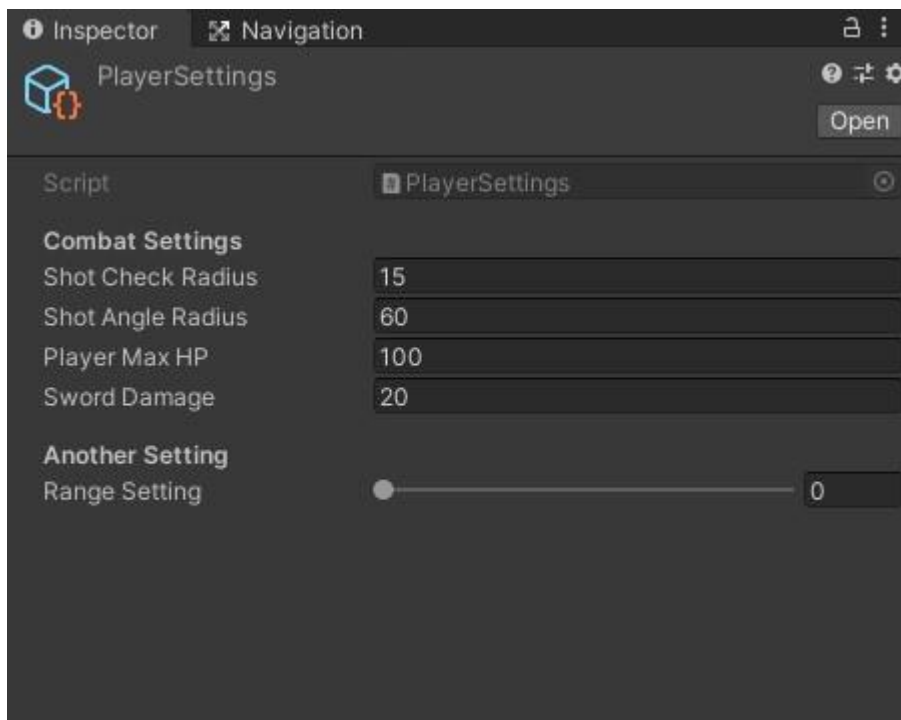 Inspector Navigation
PlayerSettings
Open
Script PlayerSettings
Combat Settings
Shot Check Radius 15
Shot Angle Radius 60
Player Max HP 100
Sword Damage 20
Another Setting
Range Setting 0